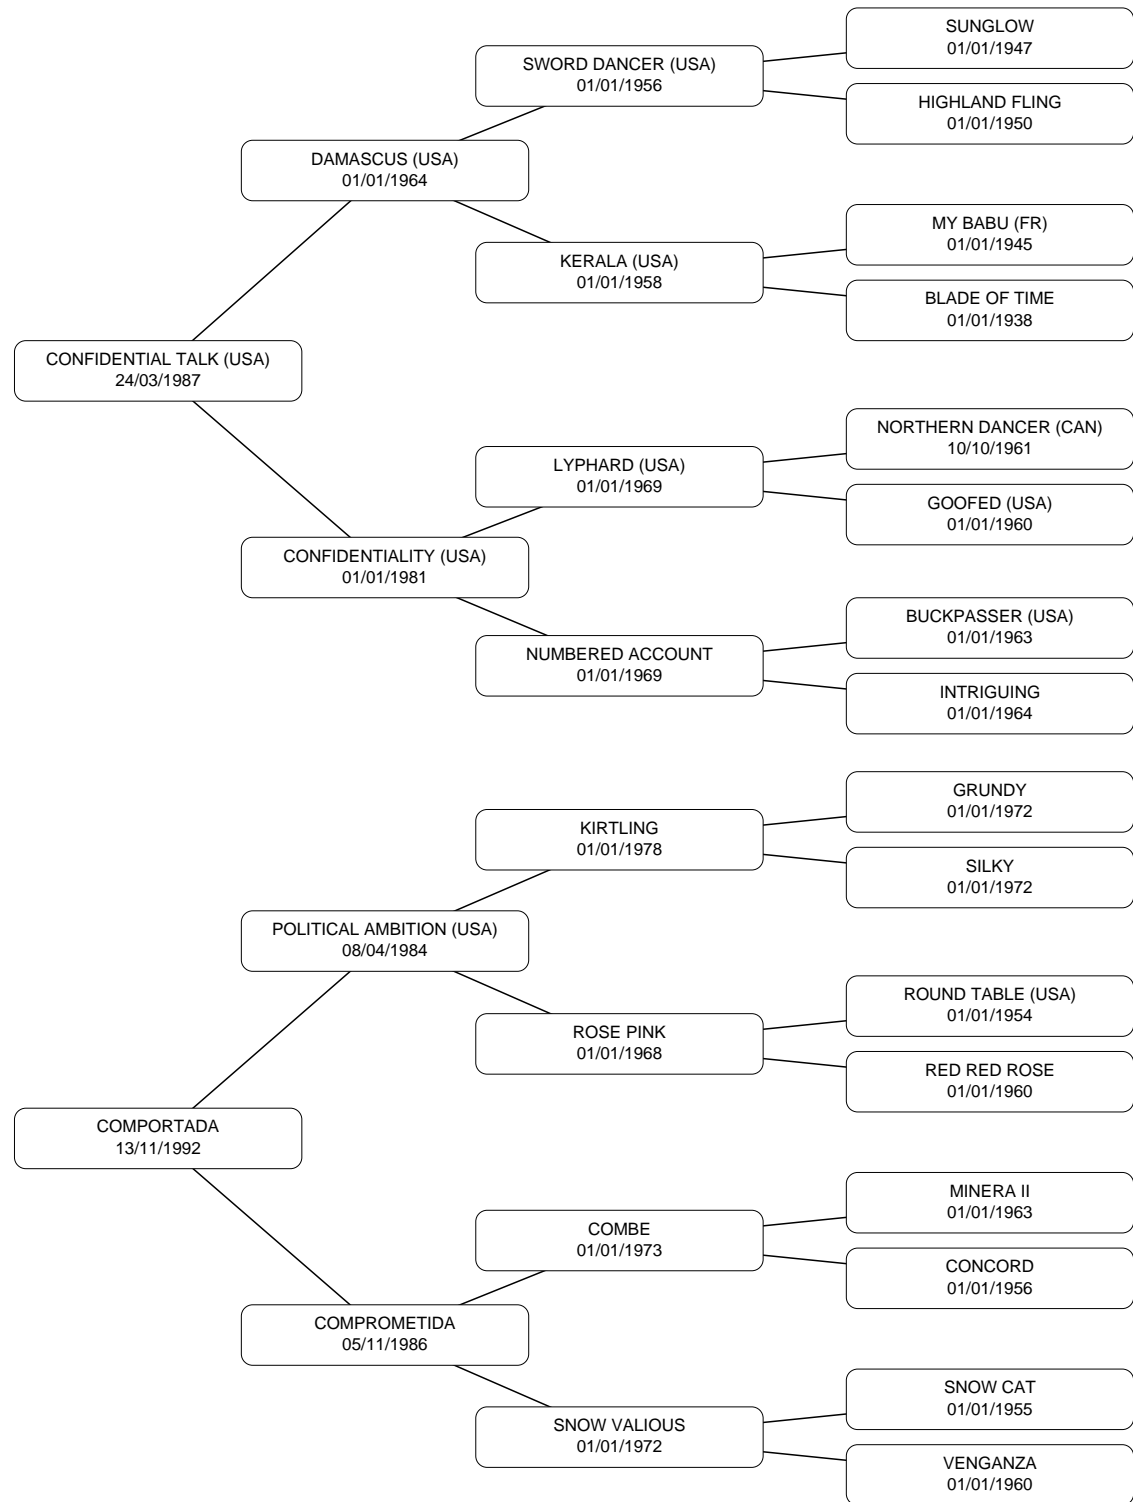 SUNGLOW
01/01/1947
SWORD DANCER (USA)
01/01/1956
HIGHLAND FLING
01/01/1950
DAMASCUS (USA)
01/01/1964
MY BABU (FR)
01/01/1945
KERALA (USA)
01/01/1958
BLADE OF TIME
01/01/1938
CONFIDENTIAL TALK (USA)
24/03/1987
NORTHERN DANCER (CAN)
10/10/1961
LYPHARD (USA)
01/01/1969
GOOFED (USA)
01/01/1960
CONFIDENTIALITY (USA)
01/01/1981
BUCKPASSER (USA)
01/01/1963
NUMBERED ACCOUNT
01/01/1969
INTRIGUING
01/01/1964
GRUNDY
01/01/1972
KIRTLING
01/01/1978
SILKY
01/01/1972
POLITICAL AMBITION (USA)
08/04/1984
ROUND TABLE (USA)
01/01/1954
ROSE PINK
01/01/1968
RED RED ROSE
01/01/1960
COMPORTADA
13/11/1992
MINERA II
01/01/1963
COMBE
01/01/1973
CONCORD
01/01/1956
COMPROMETIDA
05/11/1986
SNOW CAT
01/01/1955
SNOW VALIOUS
01/01/1972
VENGANZA
01/01/1960